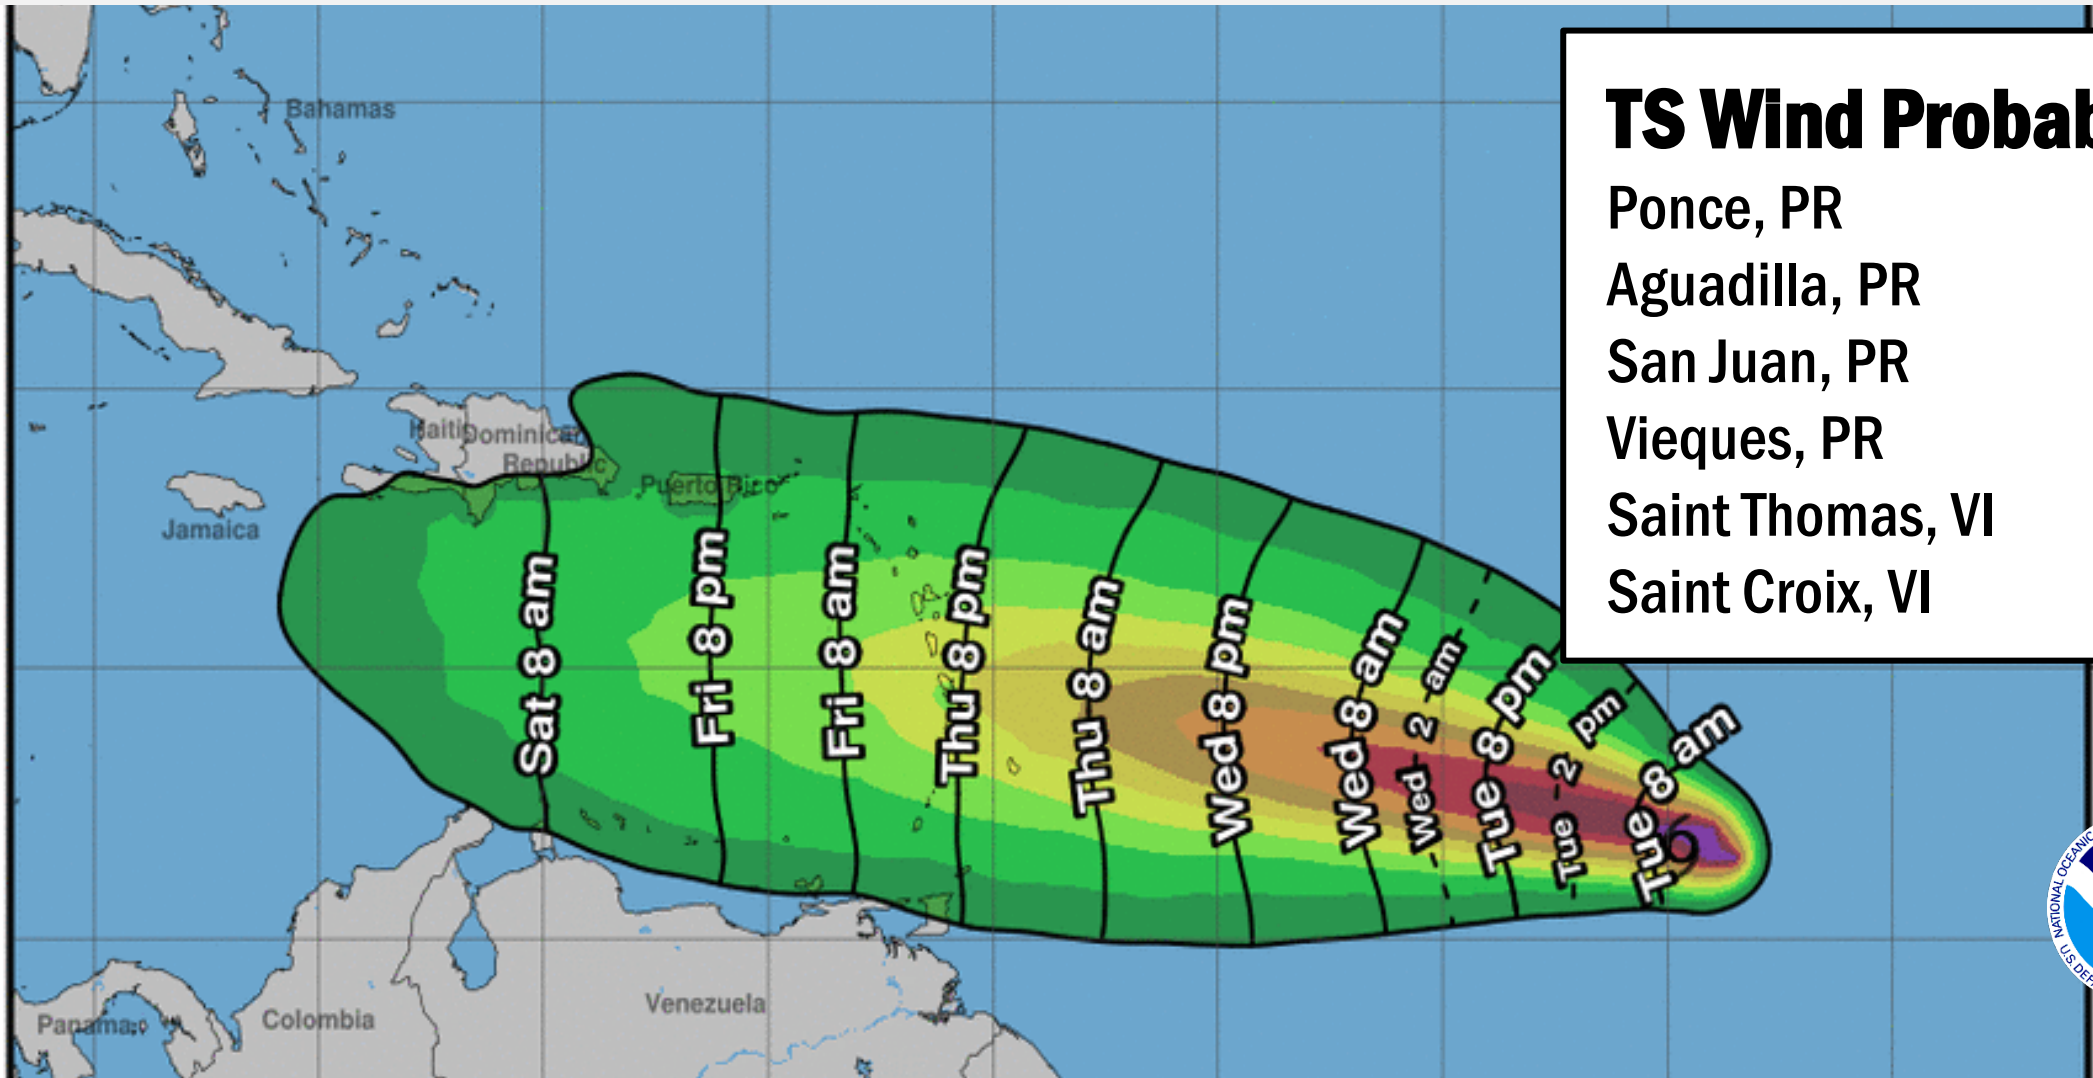 Bahamas
TS Wind Probab
Ponce, PR
Aguadilla, PR
San Juan, PR
Vieques, PR
Saint Thomas, VI
Saint Croix, VI
Haiti
Dominican
Republic
Puerto Rico
Jamaica
Sat 8 am
Fri 8 pm
Fri 8 am
Thu 8 pm
Thu 8 am
Wed 8 pm
Wed 8 am
Wed 2 am
Tue 8 pm
Tue 2 pm
Tue 8 am
NATIONAL OCEANIC
U.S. DEP
Venezuela
Colombia
Panama